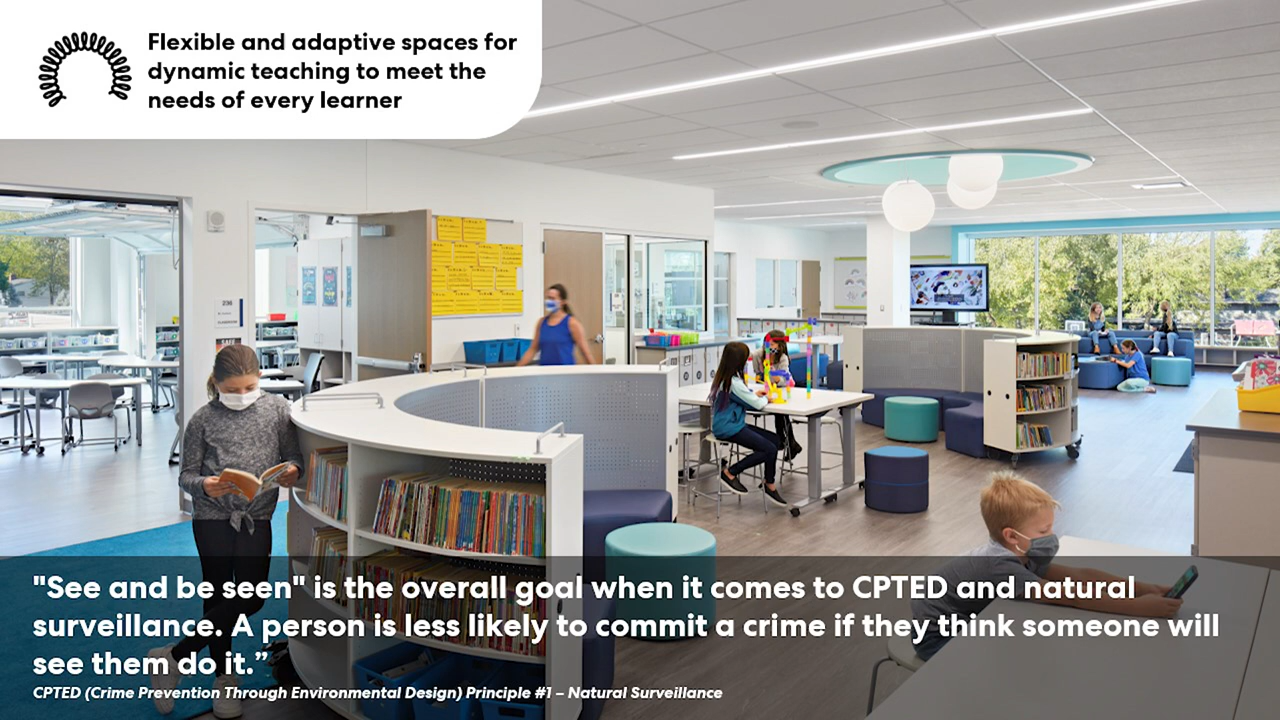 Flexible and adaptive spaces for
dynamic teaching to meet the
needs of every learner
236
SAFE
"See and be seen" is the overall goal when it comes to CPTED and natural
surveillance. A person is less likely to commit a crime if they think someone will
see them do it.”
CPTED (Crime Prevention Through Environmental Design) Principle #1 – Natural Surveillance